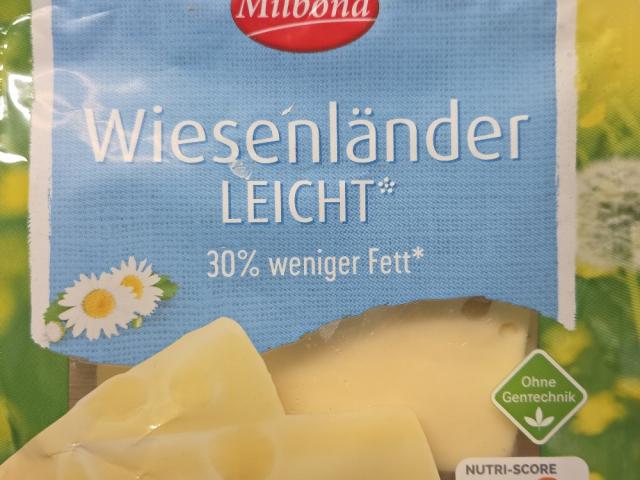 Milbona
Wiesenländer
LEICHT*
30% weniger Fett*
Ohne
Gentechnik
NUTRI-SCORE